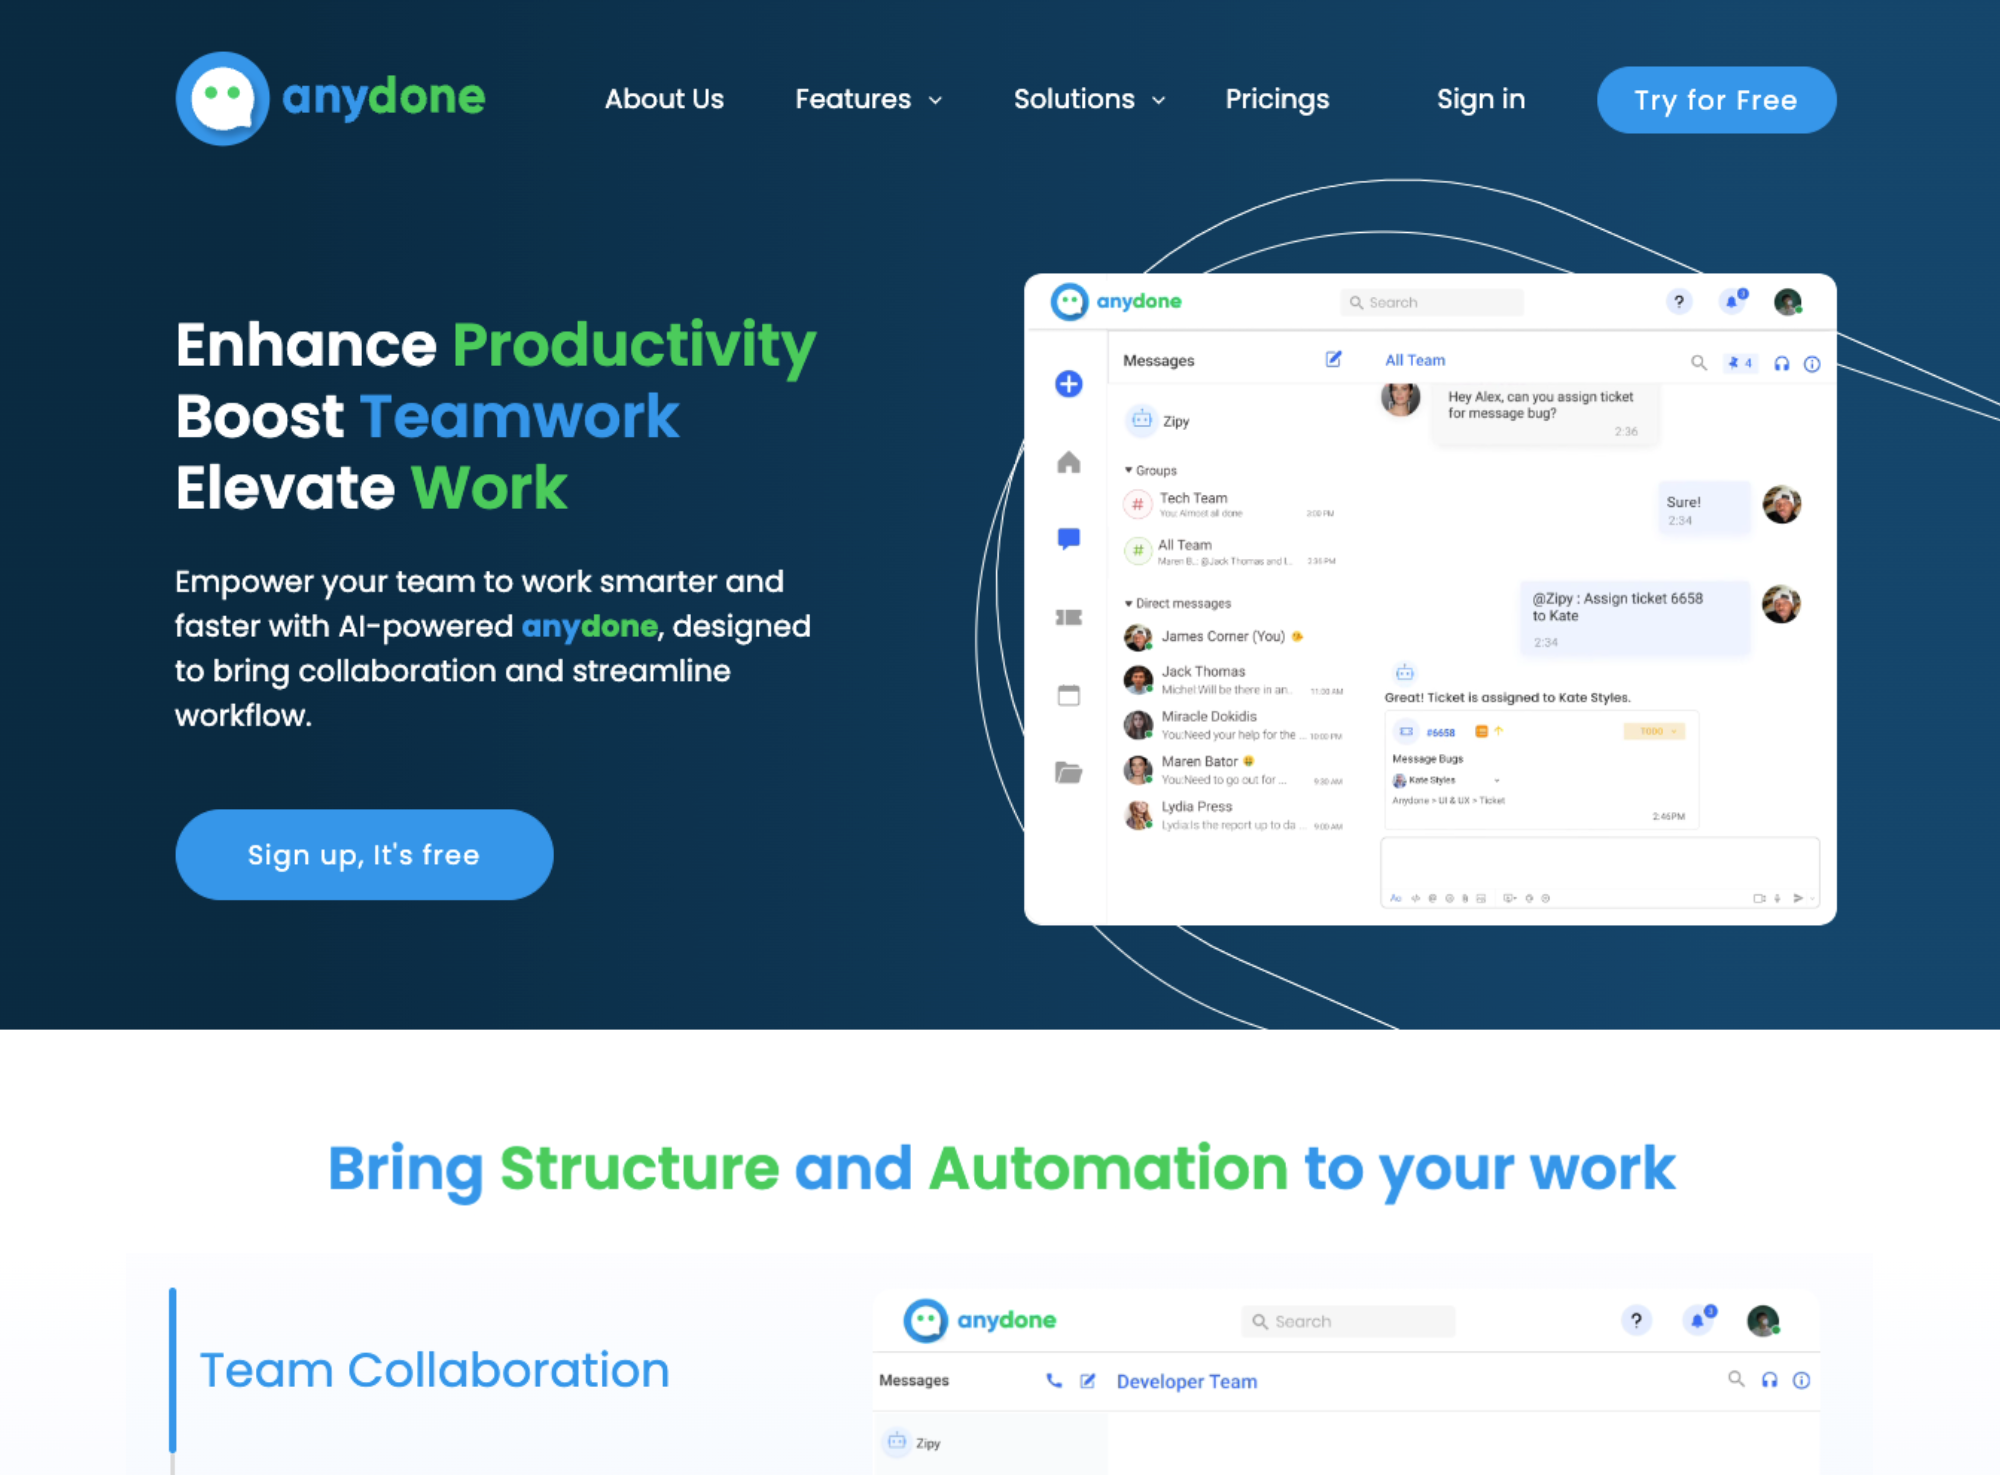 anydone
About Us
Features
Solutions
Pricings
Sign in
Try for Free
Enhance Productivity
Boost Teamwork
Elevate Work
Empower your team to work smarter and
faster with AI-powered anydone, designed
to bring collaboration and streamline
workflow.
Sign up, It's free
anydone
Search
?
Messages
Zipy
Groups
# Tech Team
You: Almost all done 3:00 PM
# All Team
Maren B... @Jack Thomas and I... 2:36 PM
Direct messages
James Corner (You)
Jack Thomas
Michel Will be there in an.. 11:00 AM
Miracle Dokidis
You:Need your help for the ... 10:00 PM
Maren Bator
You:Need to go out for ... 9:30 AM
Lydia Press
Lydia:Is the report up to da ... 9:00 AM
All Team
4
Hey Alex, can you assign ticket
for message bug?
2:36
Sure!
2:34
@Zipy : Assign ticket 6658
to Kate
2:34
Great! Ticket is assigned to Kate Styles.
#6658
TODO
Message Bugs
Kate Styles
Anydone > UI & UX > Ticket
2:46PM
Bring Structure and Automation to your work
Team Collaboration
anydone
Search
?
Messages
Developer Team
Zipy